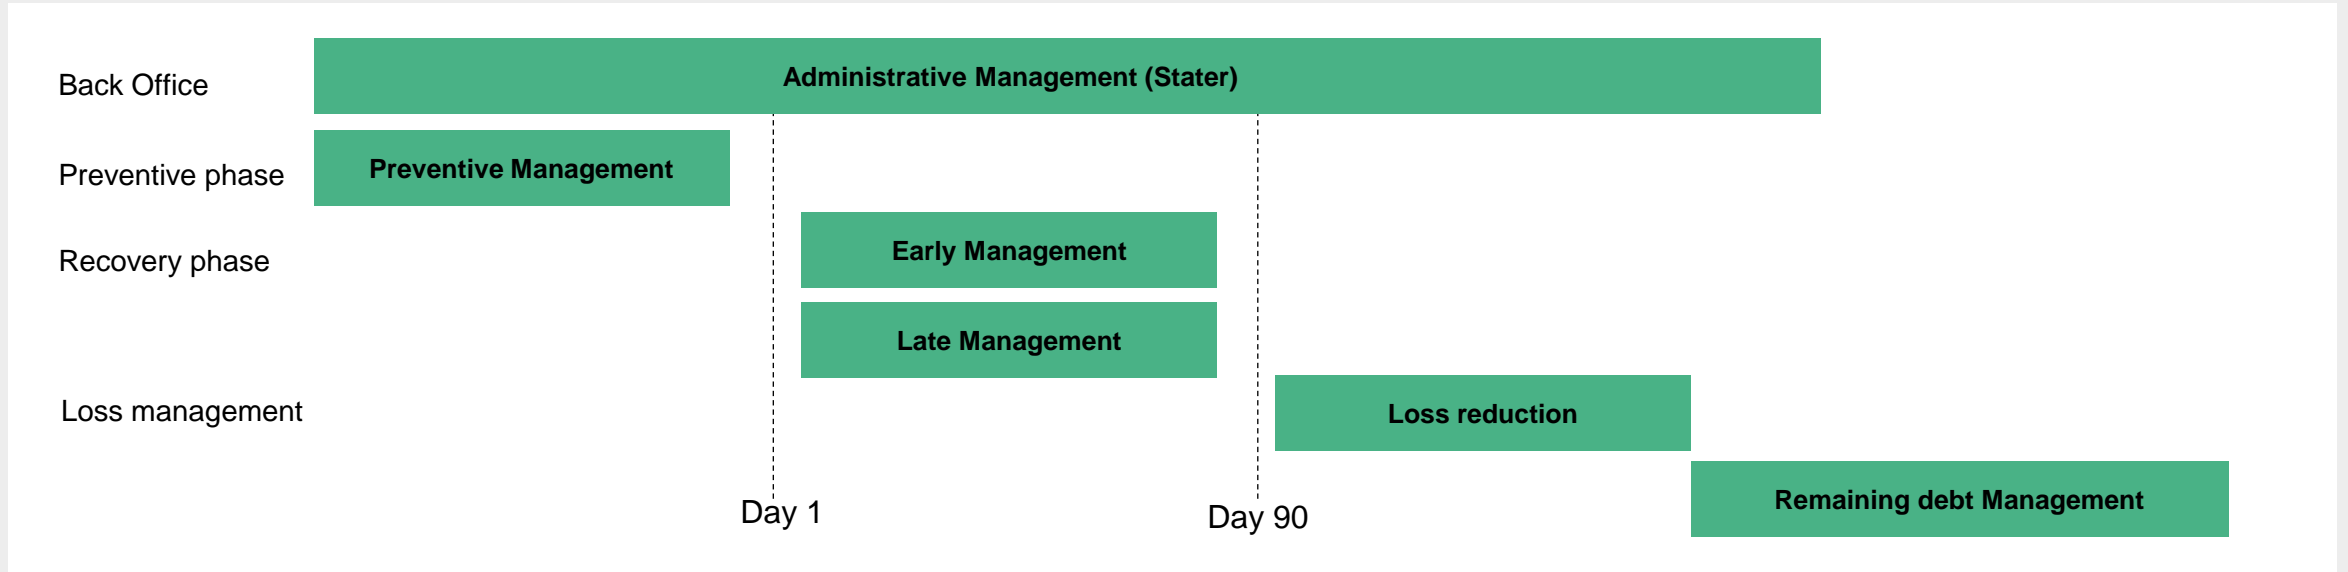 Back Office
Administrative Management (Stater)
Preventive phase
Preventive Management
Recovery phase
Early Management
Late Management
Loss management
Loss reduction
Remaining debt Management
Day 1
Day 90